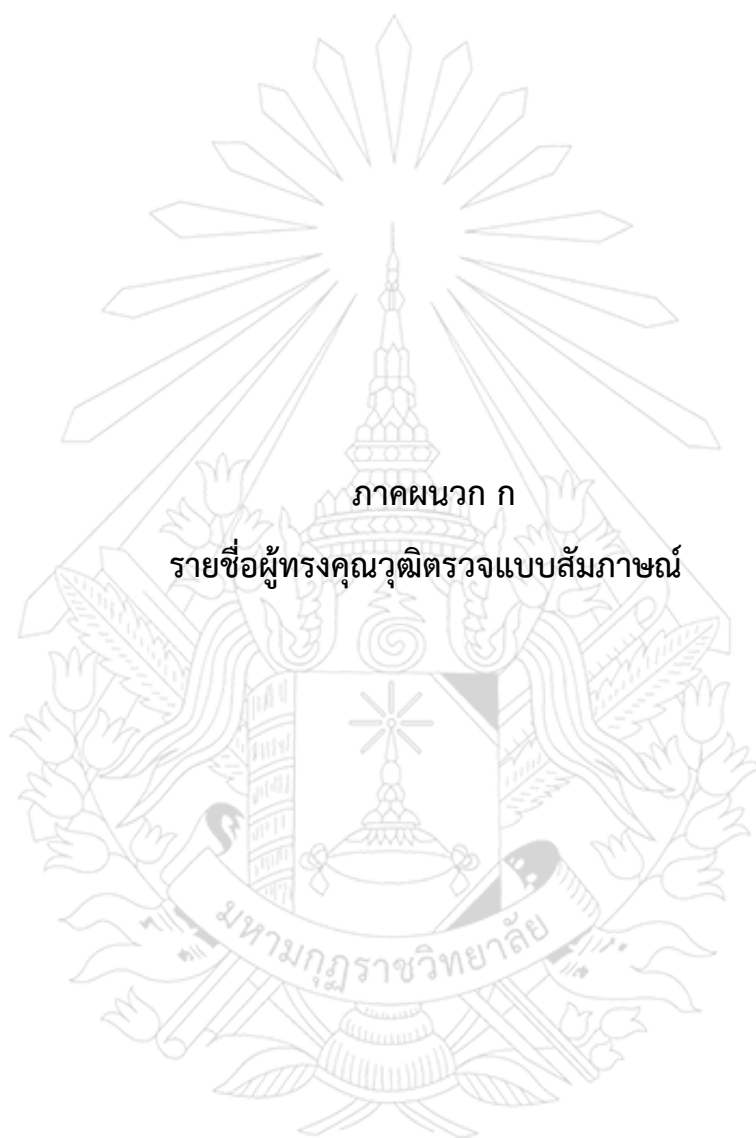 ภาคผนวก ก
รายชื่อผู้ทรงคุณวุฒิตรวจแบบสัมภาษณ์
มหามกุฏราชวิทยาลัย